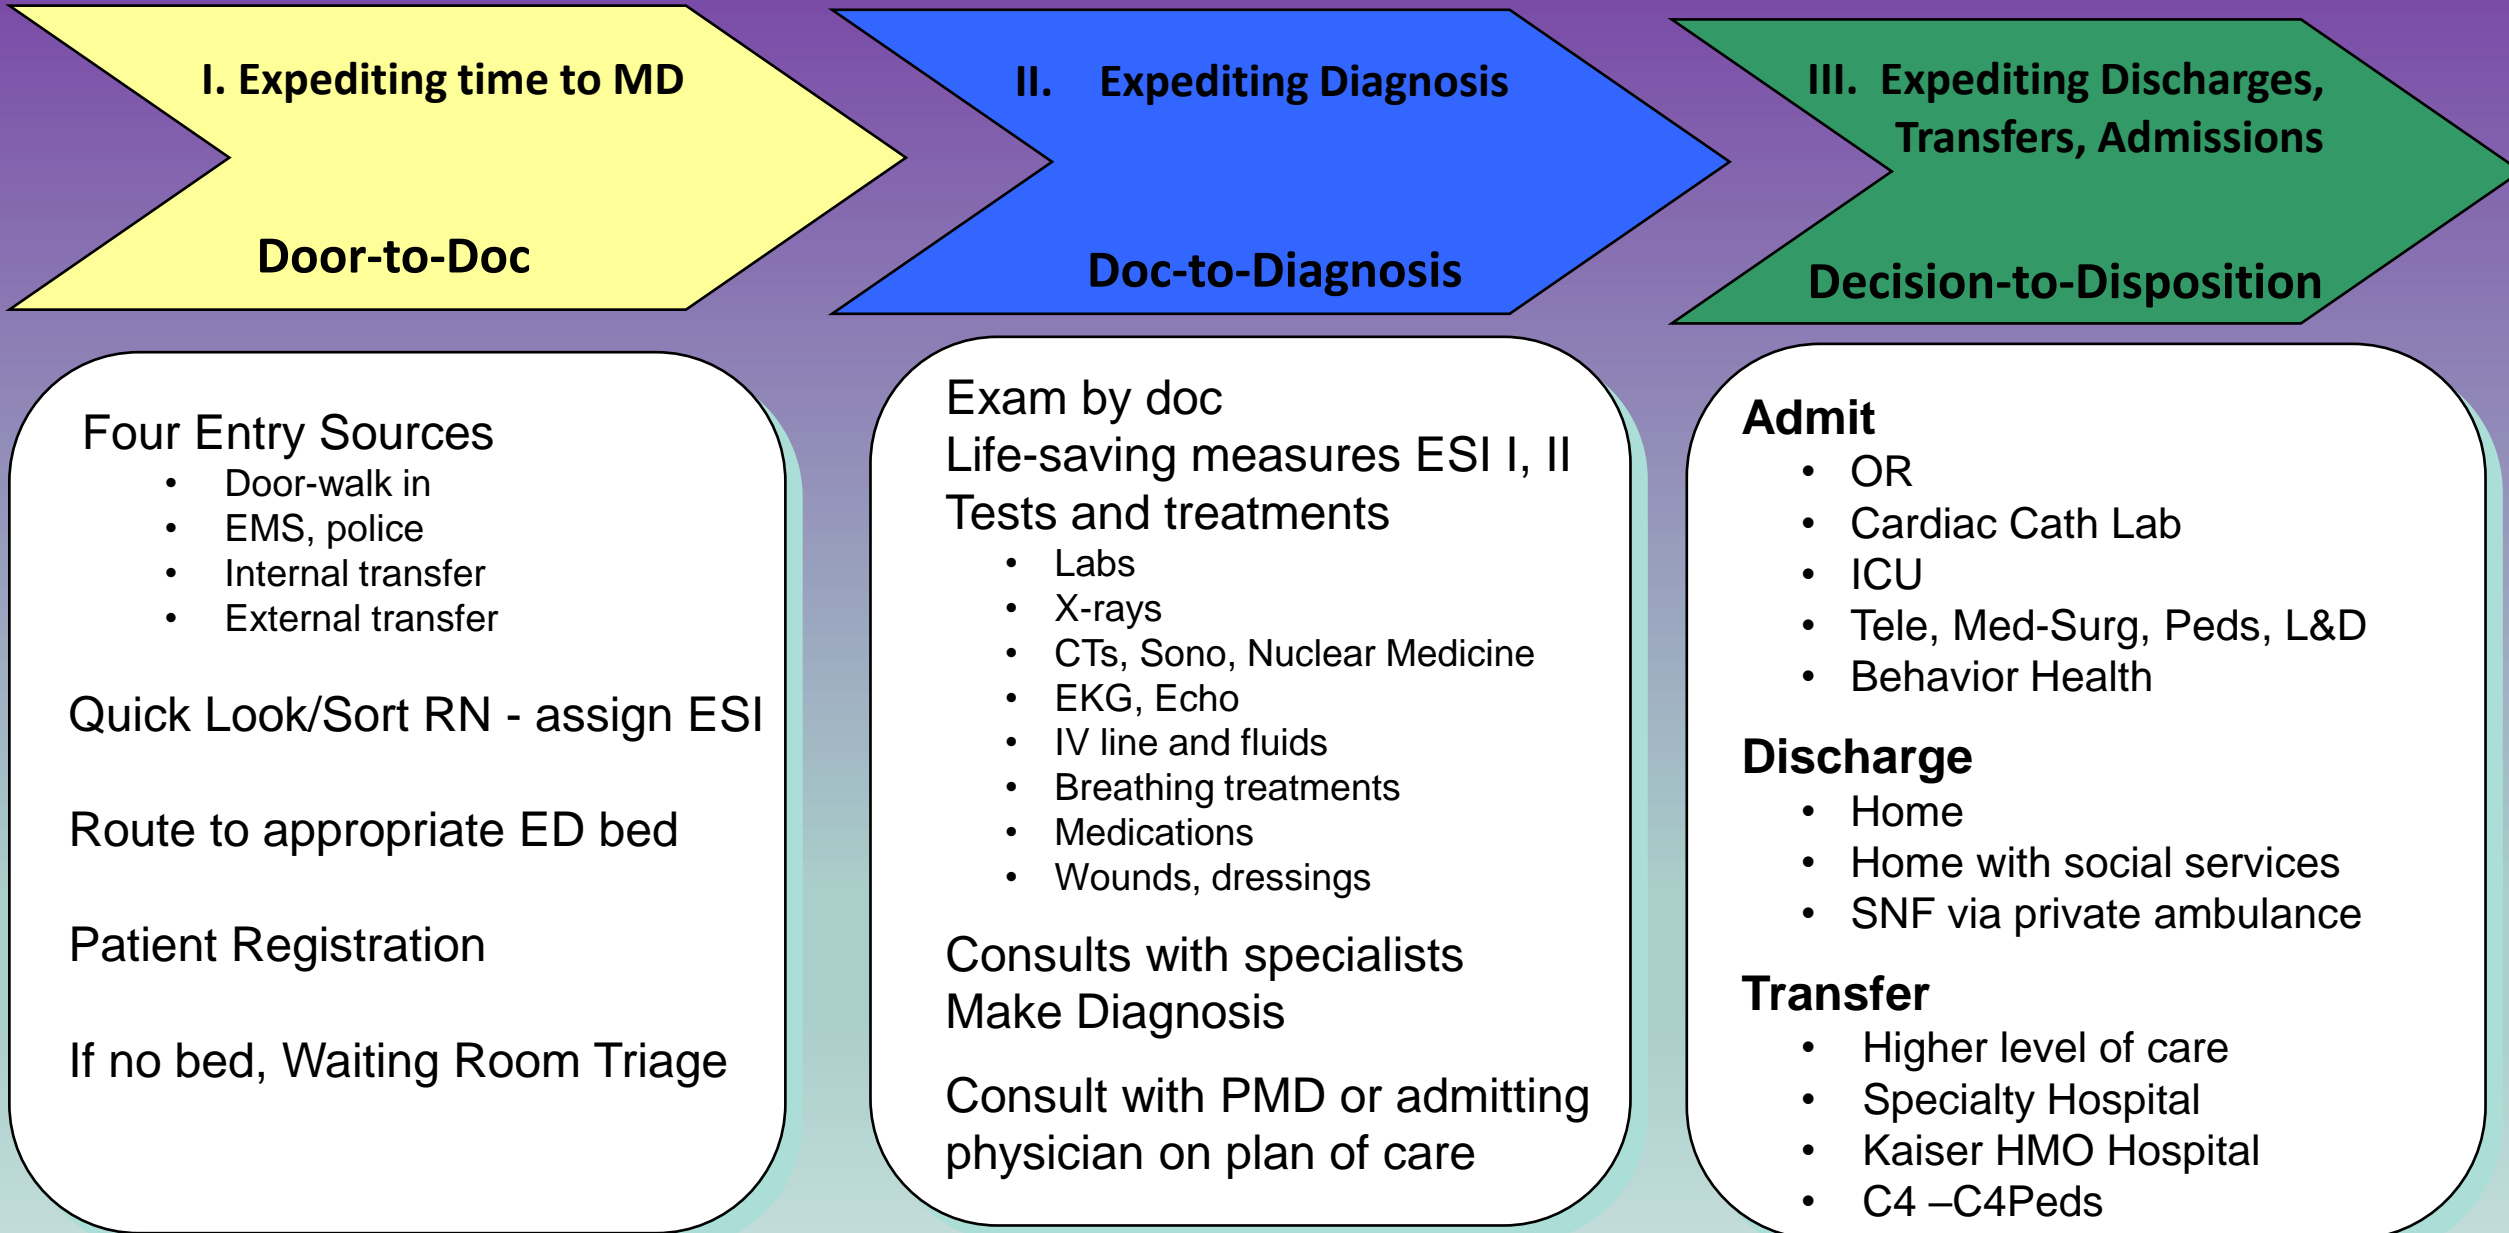 I. Expediting time to MD
Door-to-Doc
Four Entry Sources
• Door-walk in
• EMS, police
• Internal transfer
• External transfer
Quick Look/Sort RN - assign ESI
Route to appropriate ED bed
Patient Registration
If no bed, Waiting Room Triage
II. Expediting Diagnosis
Doc-to-Diagnosis
Exam by doc
Life-saving measures ESI I, II
Tests and treatments
• Labs
• X-rays
• CTs, Sono, Nuclear Medicine
• EKG, Echo
• IV line and fluids
• Breathing treatments
• Medications
• Wounds, dressings
Consults with specialists
Make Diagnosis
Consult with PMD or admitting
physician on plan of care
III. Expediting Discharges,
Transfers, Admissions
Decision-to-Disposition
Admit
• OR
• Cardiac Cath Lab
• ICU
• Tele, Med-Surg, Peds, L&D
• Behavior Health
Discharge
• Home
• Home with social services
• SNF via private ambulance
Transfer
• Higher level of care
• Specialty Hospital
• Kaiser HMO Hospital
• C4 –C4Peds